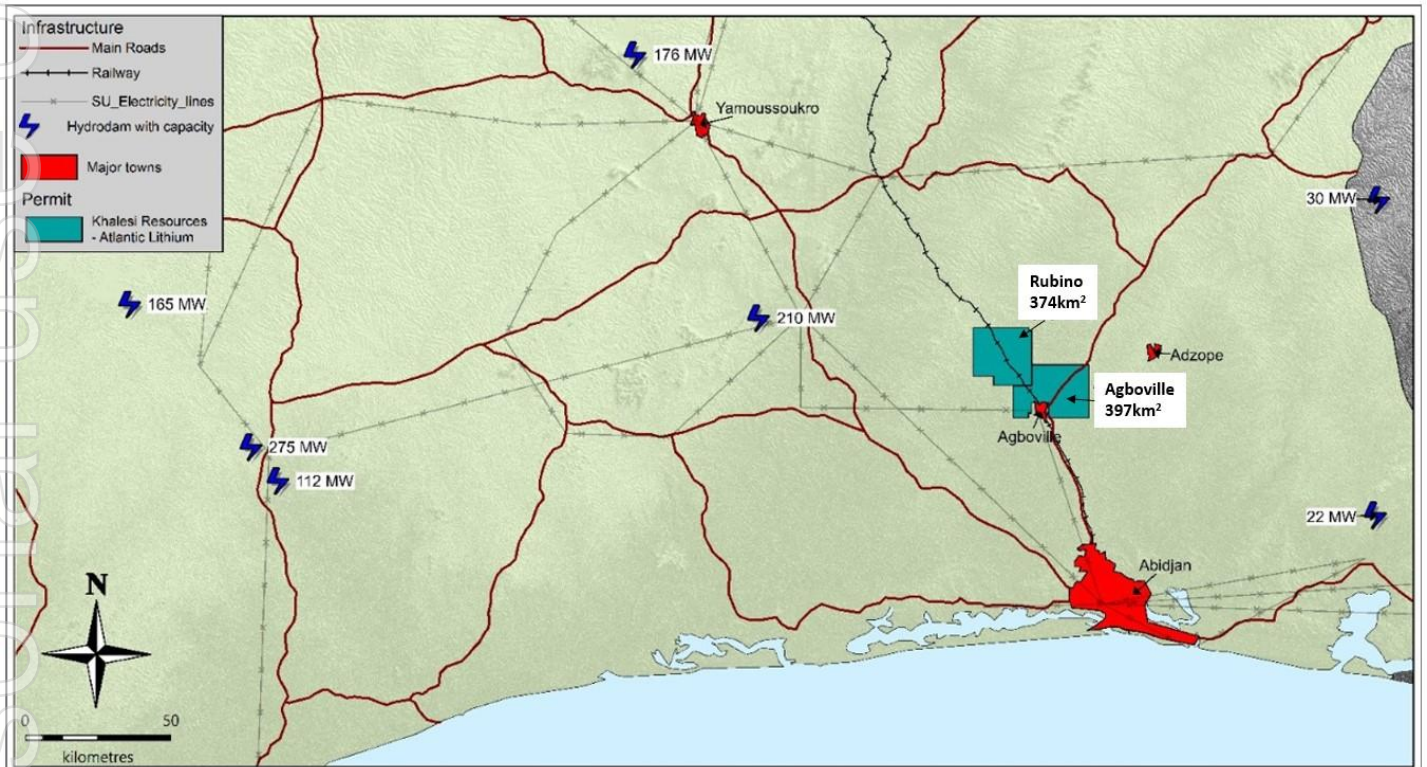 Infrastructure
Main Roads
Railway
SU_Electricity_lines
Hydrodam with capacity
Major towns
Permit
Khalesi Resources
- Atlantic Lithium
176 MW
Yamoussoukro
30 MW
165 MW
210 MW
Rubino
374km²
Adzope
Agboville
397km²
Agboville
275 MW
112 MW
22 MW
Abidjan
N
0 50
kilometres